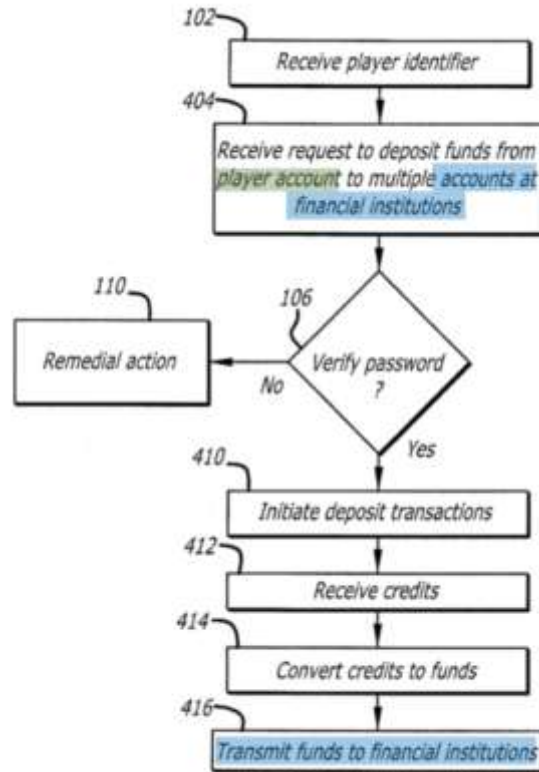 102
Receive player identifier
404
Receive request to deposit funds from
player account to multiple accounts at
financial institutions
110
106
Remedial action
Verify password
?
No
Yes
410
Initiate deposit transactions
412
Receive credits
414
Convert credits to funds
416
Transmit funds to financial institutions